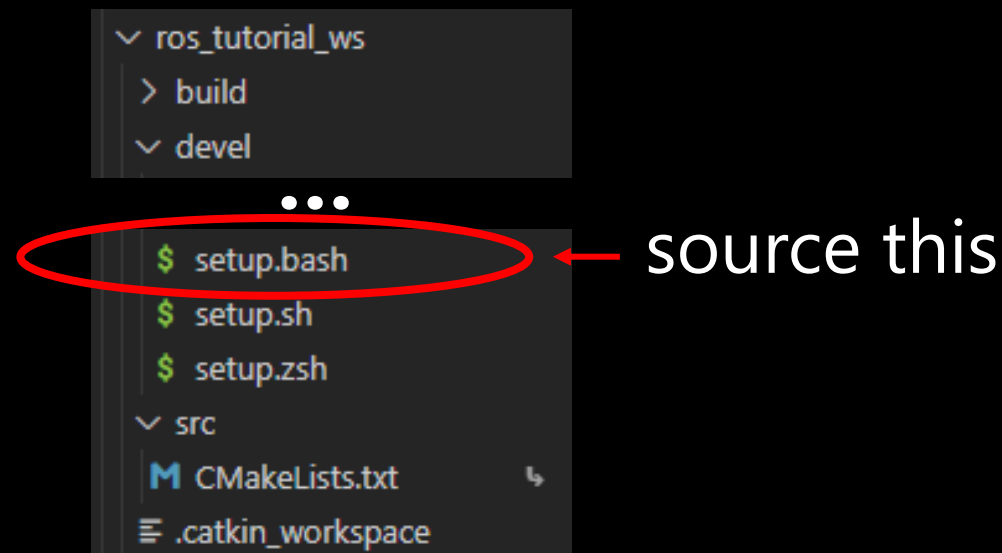 ros_tutorial_ws
build
devel
...
$ setup.bash
source this
$ setup.sh
$ setup.zsh
src
M CMakeLists.txt
.catkin_workspace